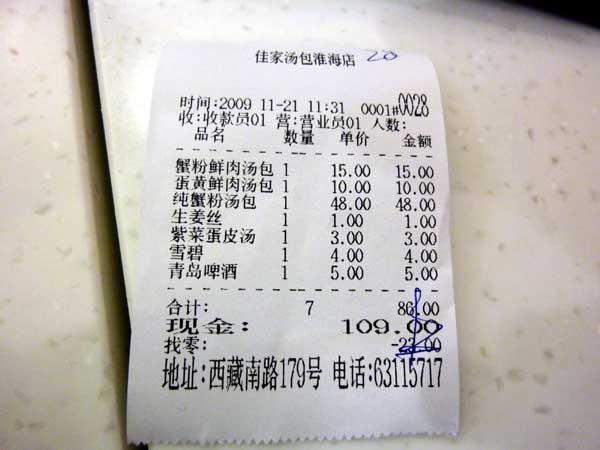 佳家汤包淮海店 28
时间:2009 11-21 11:31 0001#0028
收:收款员01 营:营业员01 人数:
品名 数量 单价 金额
蟹粉鲜肉汤包 1 15.00 15.00
蛋黄鲜肉汤包 1 10.00 10.00
纯蟹粉汤包 1 48.00 48.00
生姜丝 1 1.00 1.00
紫菜蛋皮汤 1 3.00 3.00
雪碧 1 4.00 4.00
青岛啤酒 1 5.00 5.00
合计: 7 86.00
现金: 109.00
找零: -23.00
地址:西藏南路179号 电话:63115717